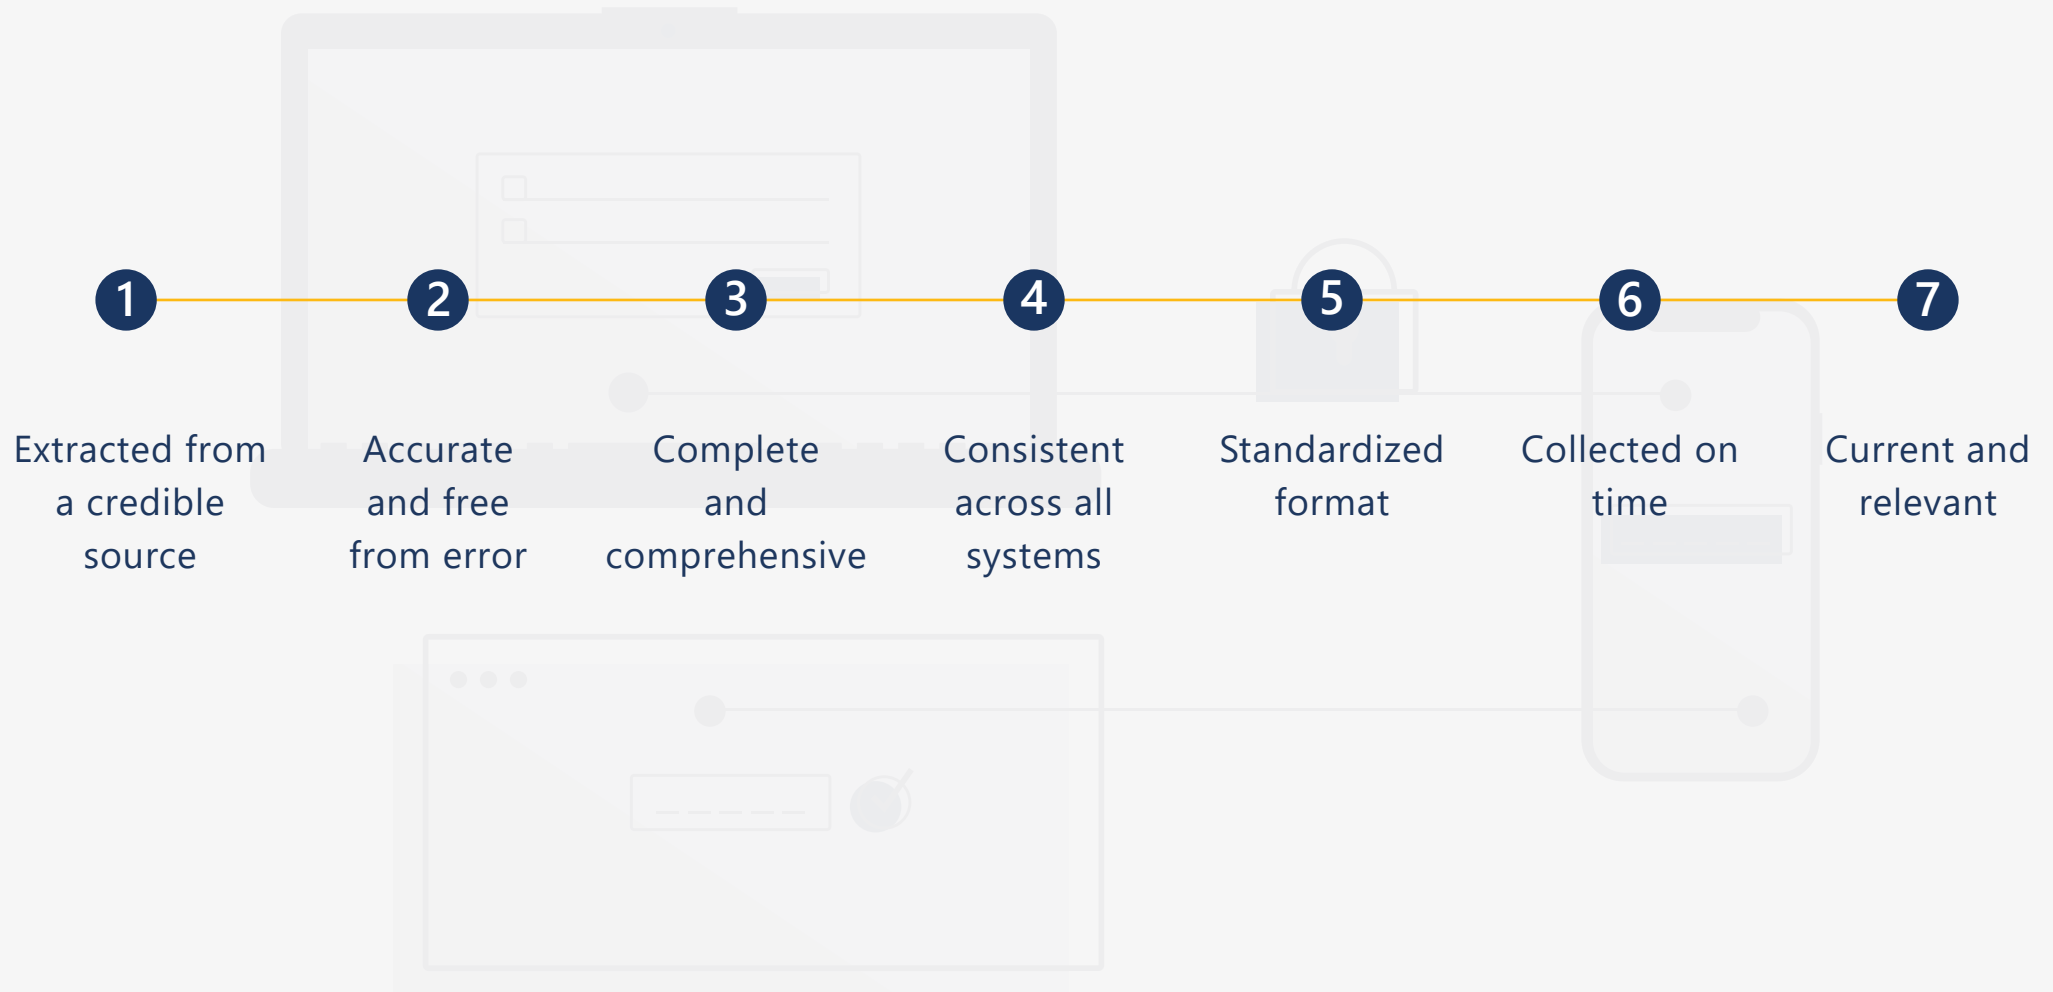 1
2
3
4
5
6
7
Extracted from
a credible
source
Accurate
and free
from error
Complete
and
comprehensive
Consistent
across all
systems
Standardized
format
Collected on
time
Current and
relevant